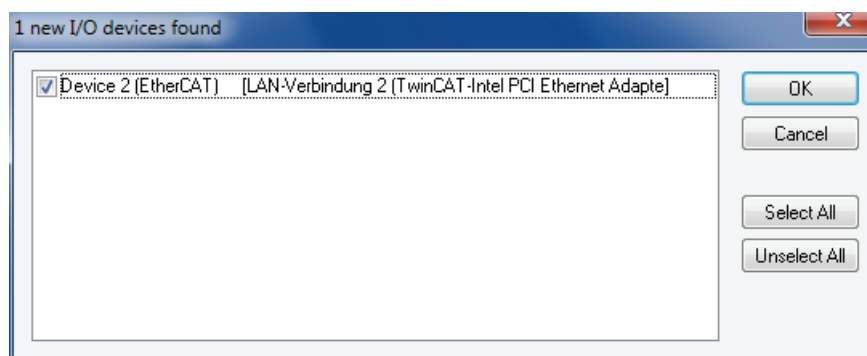 1 new I/O devices found
Device 2 (EtherCAT) [LAN-Verbindung 2 (TwinCAT-Intel PCI Ethernet Adapte]
OK
Cancel
Select All
Unselect All